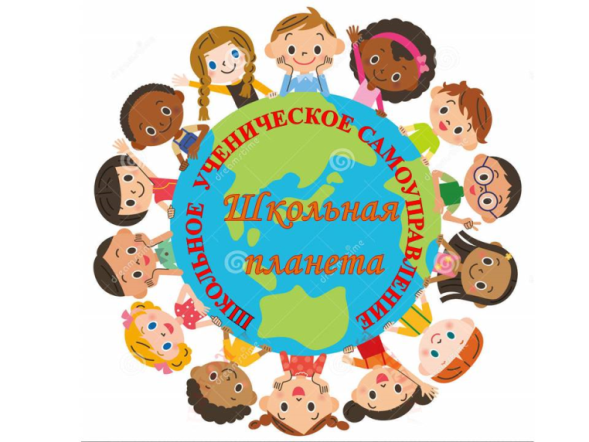 ШКОЛЬНОЕ УЧЕНИЧЕСКОЕ САМОУПРАВЛЕНИЕ
Школьная
планета